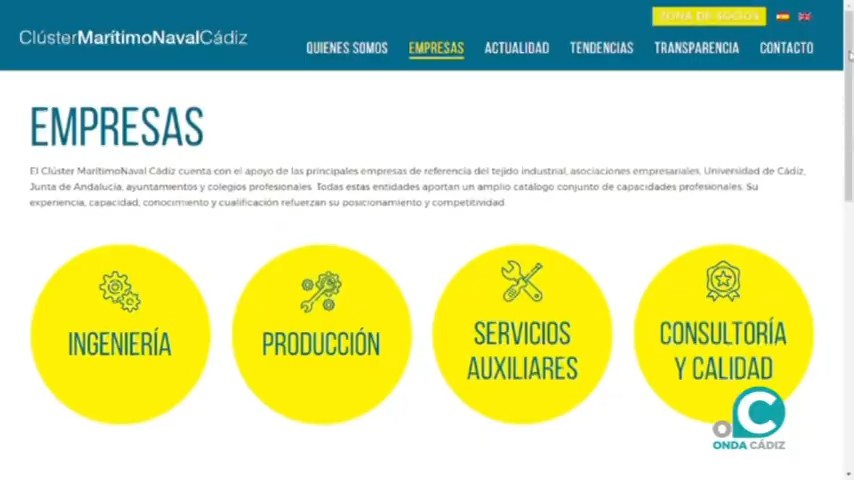 ZONA DE SOCIOS
ClústerMarítimoNavalCádiz
QUIENES SOMOS EMPRESAS ACTUALIDAD TENDENCIAS TRANSPARENCIA CONTACTO
EMPRESAS
El Clúster MarítimoNaval Cádiz cuenta con el apoyo de las principales empresas de referencia del tejido industrial, asociaciones empresariales, Universidad de Cádiz,
Junta de Andalucía, ayuntamientos y colegios profesionales. Todas estas entidades aportan un amplio catálogo conjunto de capacidades profesionales. Su
experiencia, capacidad, conocimiento y cualificación refuerzan su posicionamiento y competitividad.
INGENIERÍA
PRODUCCIÓN
SERVICIOS
AUXILIARES
CONSULTORÍA
Y CALIDAD
OC
ONDA CÁDIZ